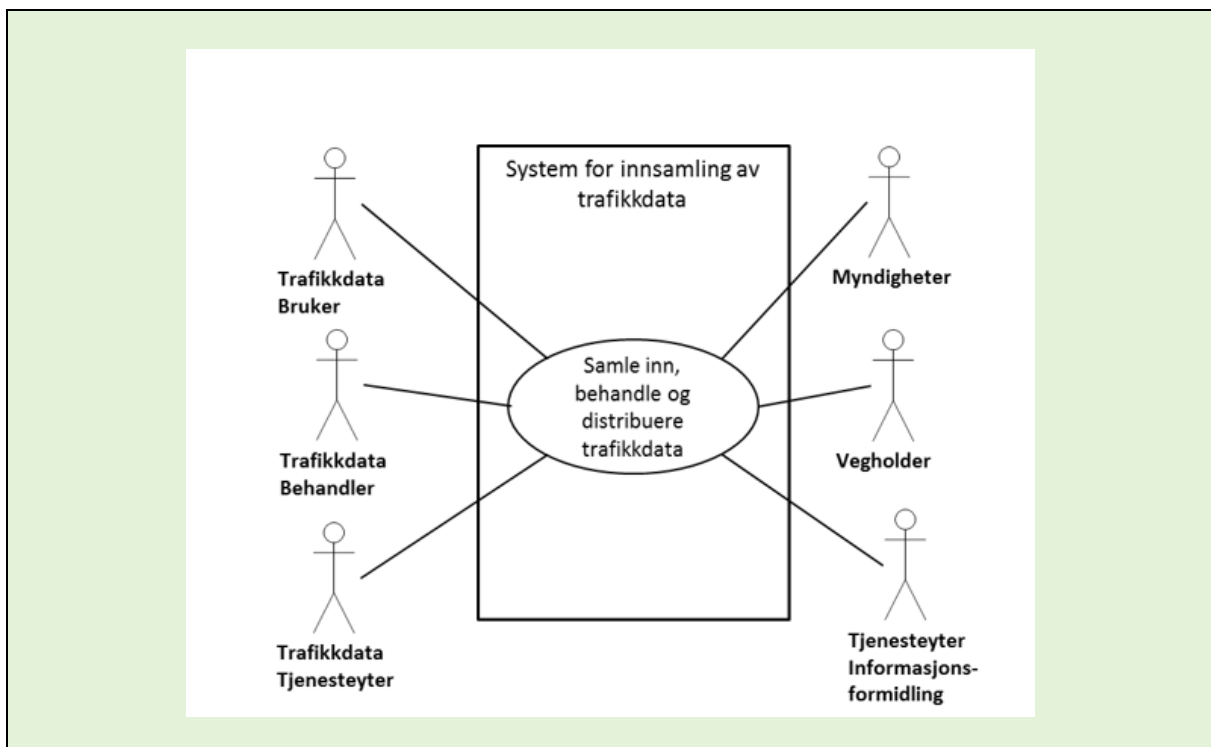 System for innsamling av
trafikkdata
Trafikkdata
Bruker
Myndigheter
Samle inn,
behandle og
distribuere
trafikkdata
Trafikkdata
Behandler
Vegholder
Trafikkdata
Tjenesteyter
Tjenesteyter
Informasjons-
formidling